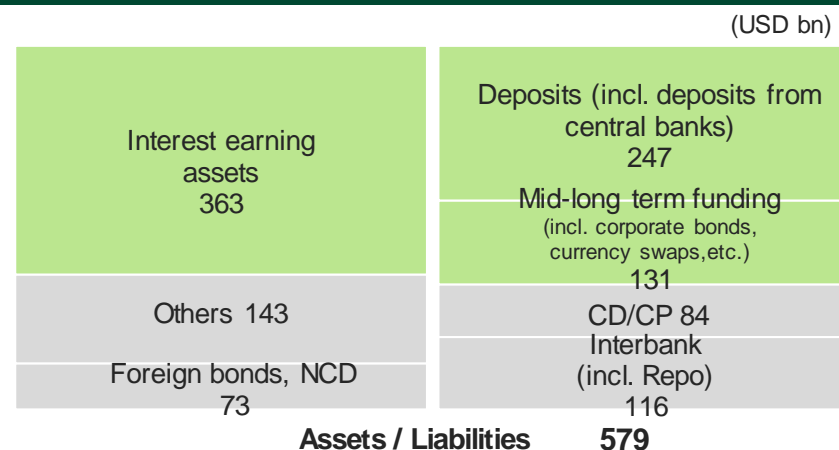 (USD bn)
Interest earning
assets
363
Others 143
Foreign bonds, NCD
73
Deposits (incl. deposits from
central banks)
247
Mid-long term funding
(incl. corporate bonds,
currency swaps,etc.)
131
CD/CP 84
Interbank
(incl. Repo)
116
Assets / Liabilities 579